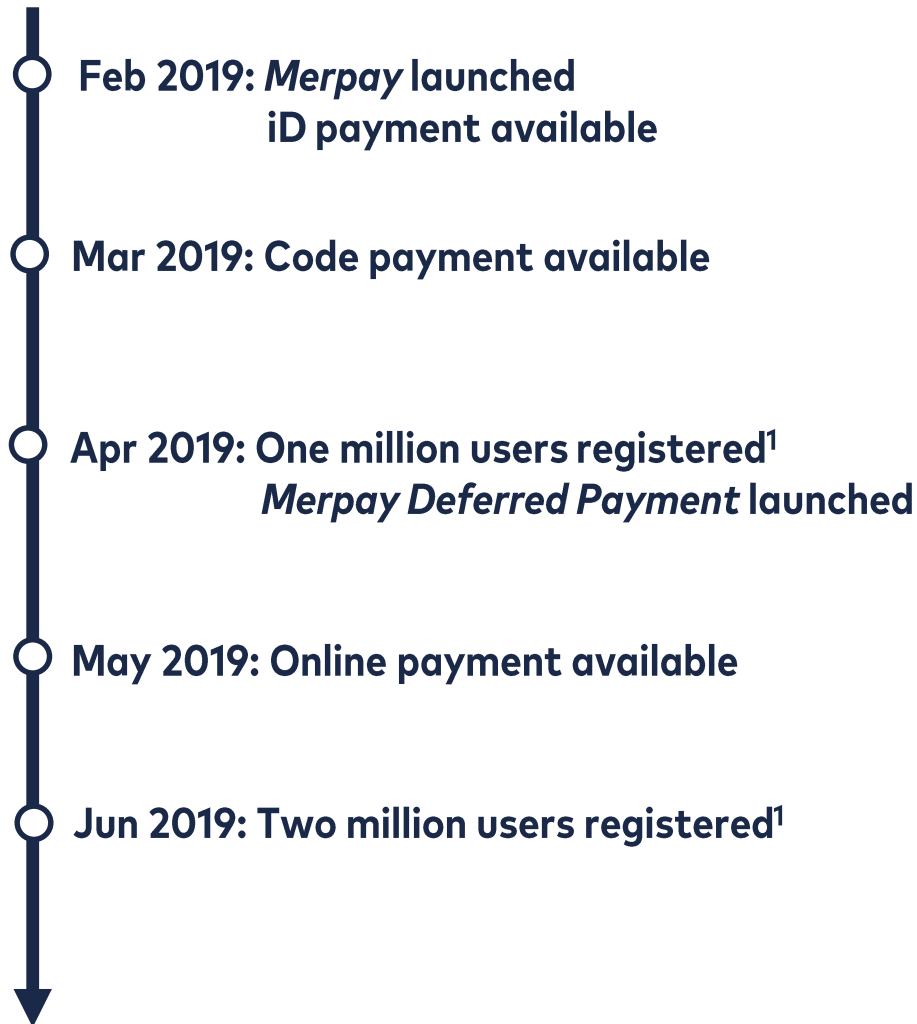 Feb 2019: Merpay launched
iD payment available
Mar 2019: Code payment available
Apr 2019: One million users registered¹
Merpay Deferred Payment launched
May 2019: Online payment available
Jun 2019: Two million users registered¹